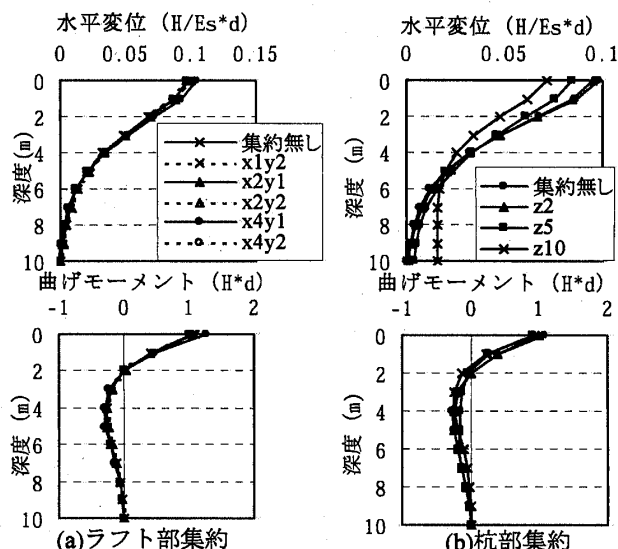 水平変位 (H/Es*d)
0 0.05 0.1 0.15
深度(m)
0
2
4
6
8
10
集約無し
x1y2
x2y1
x2y2
x4y1
x4y2
曲げモーメント (H*d)
-1 0 1 2
深度 (m)
0
2
4
6
8
10
(a)ラフト部集約
水平変位 (H/Es*d)
0 0.05 0.1
深度(m)
0
2
4
6
8
10
集約無し
z2
z5
z10
曲げモーメント (H*d)
-1 0 1 2
深度 (m)
0
2
4
6
8
10
(b)杭部集約